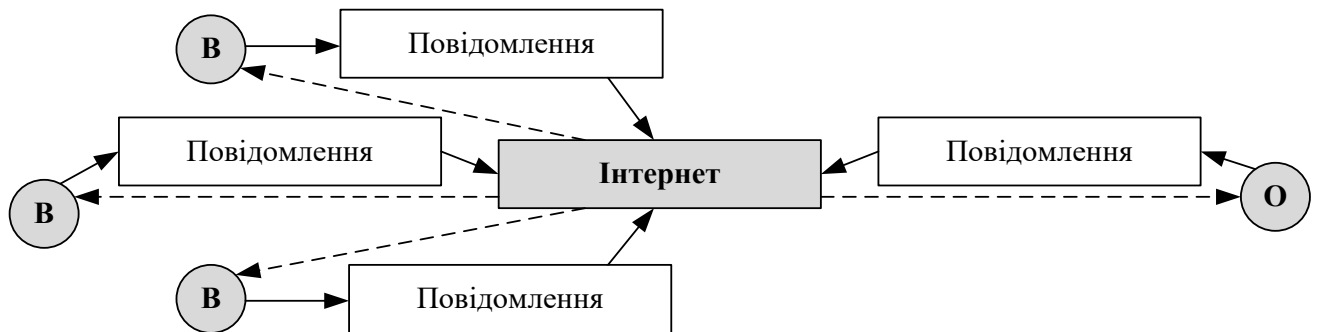 В
Повідомлення
Повідомлення
Інтернет
Повідомлення
В
О
В
Повідомлення